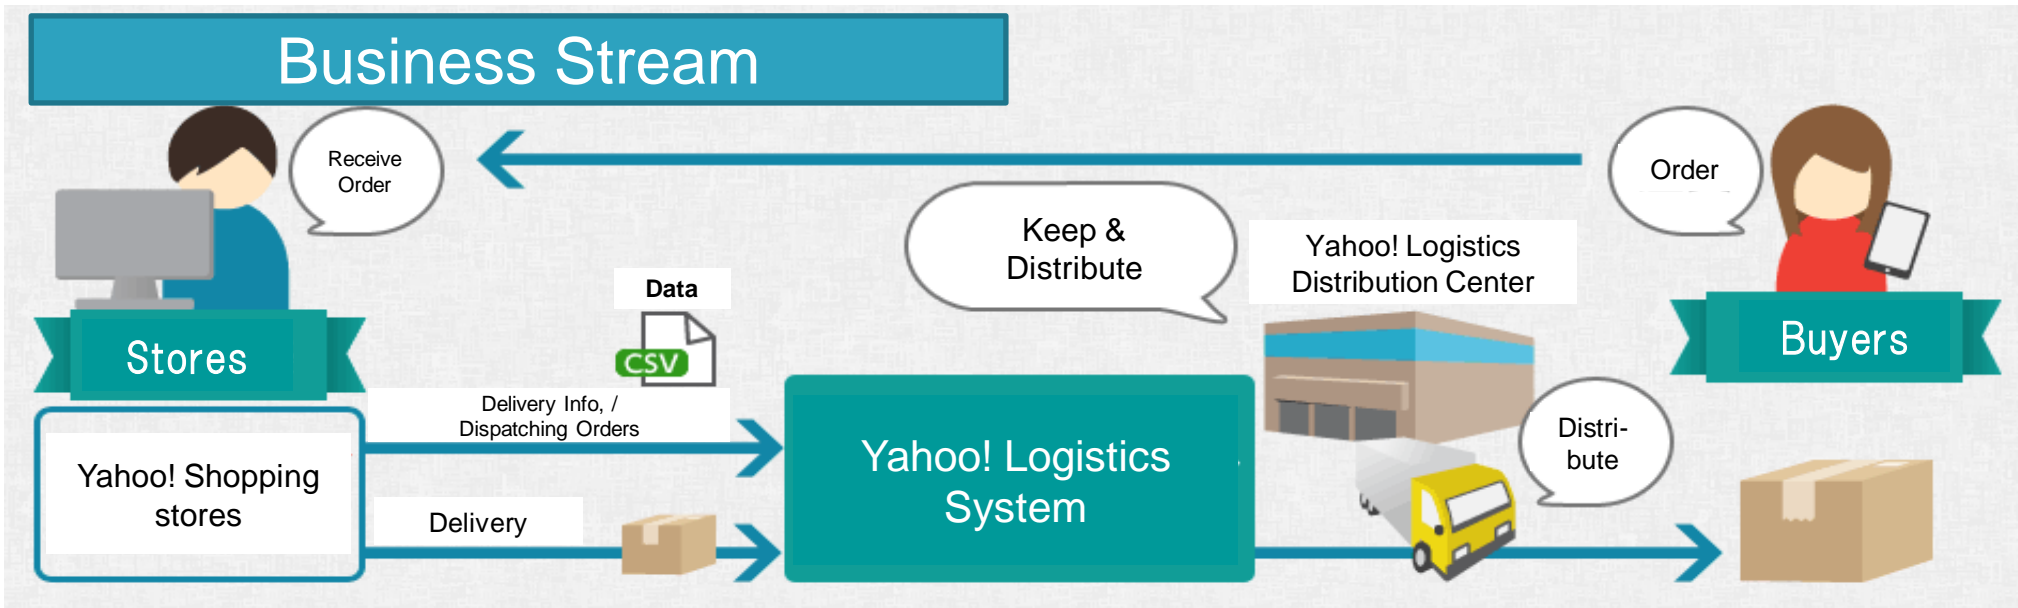 Business Stream
Receive
Order
Order
Keep &
Distribute
Yahoo! Logistics
Distribution Center
Data
CSV
Stores
Buyers
Delivery Info, /
Dispatching Orders
Yahoo! Shopping
stores
Delivery
Yahoo! Logistics
System
Distri-
bute